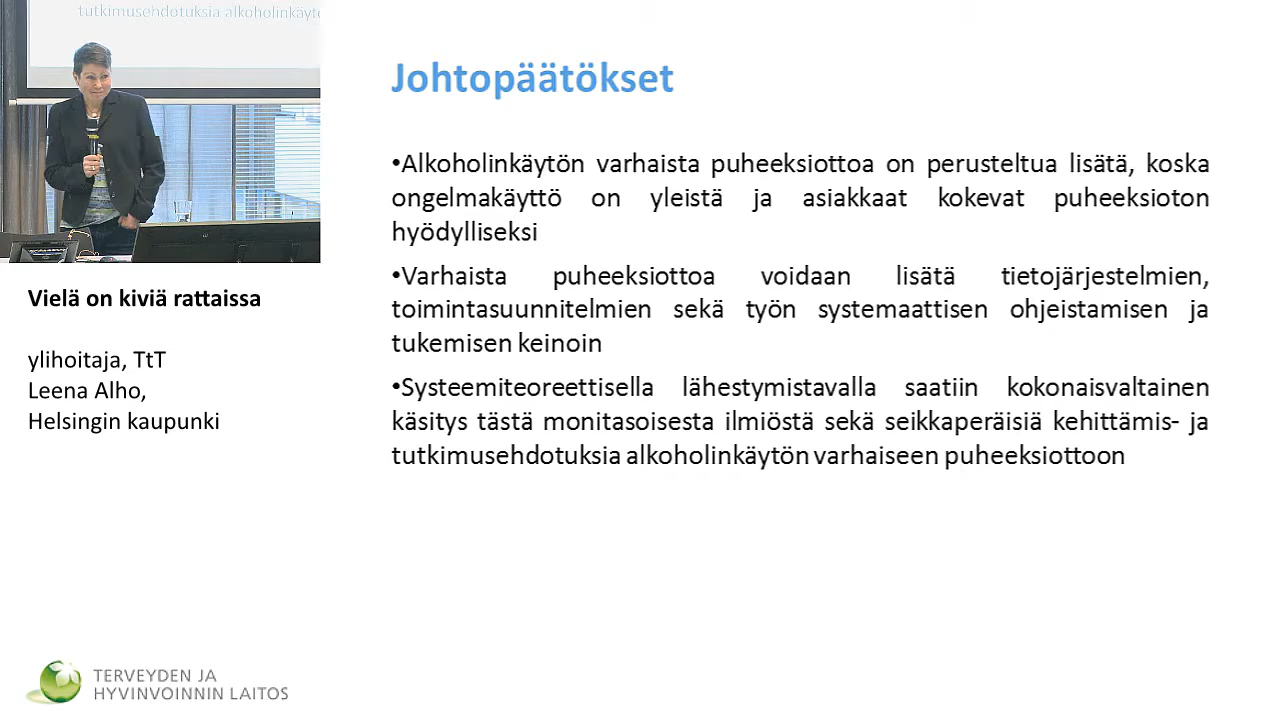 tutkimusehdotuksia alkoholinkäyt
Vielä on kiviä rattaissa
ylihoitaja, TtT
Leena Alho,
Helsingin kaupunki
Johtopäätökset
•Alkoholinkäytön varhaista puheeksiottoa on perusteltua lisätä, koska
ongelmakäyttö on yleistä ja asiakkaat kokevat puheeksioton
hyödylliseksi
•Varhaista puheeksiottoa voidaan lisätä tietojärjestelmien,
toimintasuunnitelmien sekä työn systemaattisen ohjeistamisen ja
tukemisen keinoin
•Systeemiteoreettisella lähestymistavalla saatiin kokonaisvaltainen
käsitys tästä monitasoisesta ilmiöstä sekä seikkaperäisiä kehittämis- ja
tutkimusehdotuksia alkoholinkäytön varhaiseen puheeksiottoon
TERVEYDEN JA
HYVINVOINNIN LAITOS